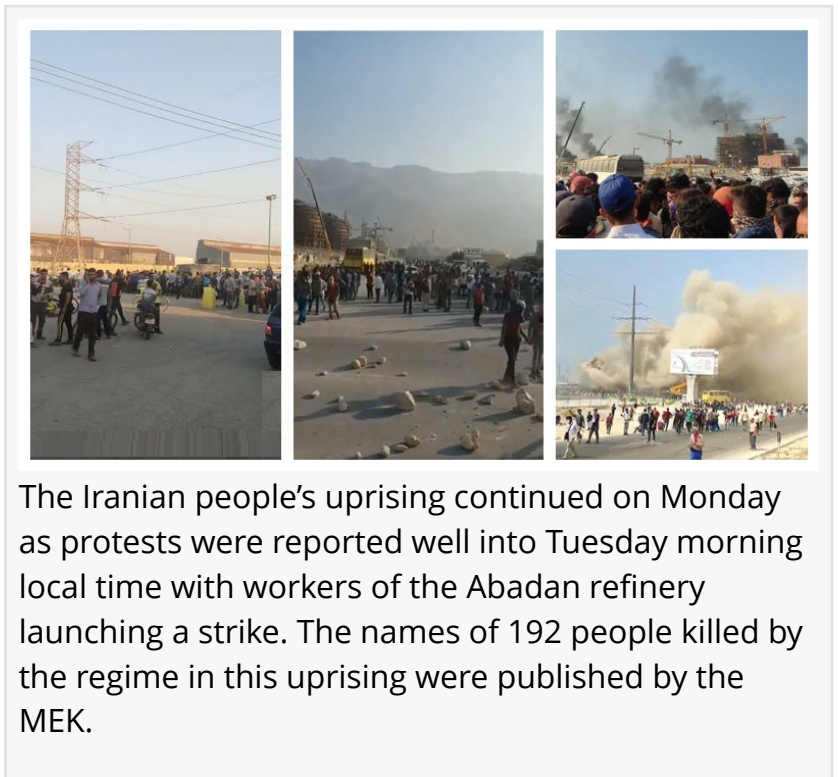 The Iranian people’s uprising continued on Monday
as protests were reported well into Tuesday morning
local time with workers of the Abadan refinery
launching a strike. The names of 192 people killed by
the regime in this uprising were published by the
MEK.